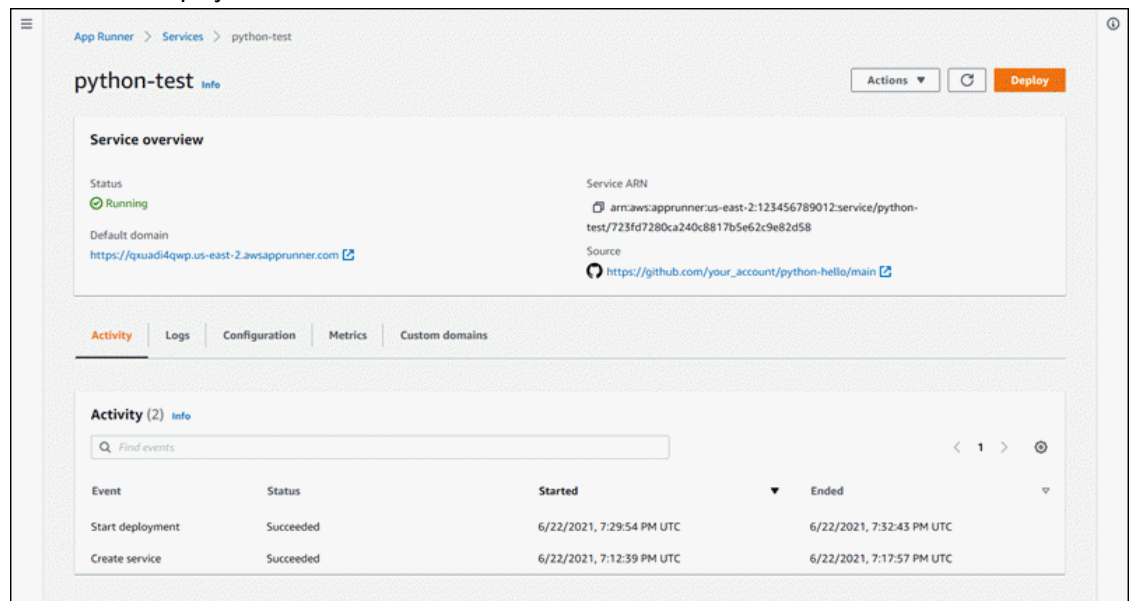 App Runner > Services > python-test
python-test Info
Actions ▼ Deploy
Service overview
Status
Running
Default domain
https://qxuadi4qwp.us-east-2.awsapprunner.com
Service ARN
arn:aws:apprunner:us-east-2:123456789012:service/python-
test/723fd7280ca240c8817b5e62c9e82d58
Source
https://github.com/your_account/python-hello/main
Activity Logs Configuration Metrics Custom domains
Activity (2) Info
Find events < 1 >
Event Status Started ▼ Ended
Start deployment Succeeded 6/22/2021, 7:29:54 PM UTC 6/22/2021, 7:32:43 PM UTC
Create service Succeeded 6/22/2021, 7:12:39 PM UTC 6/22/2021, 7:17:57 PM UTC